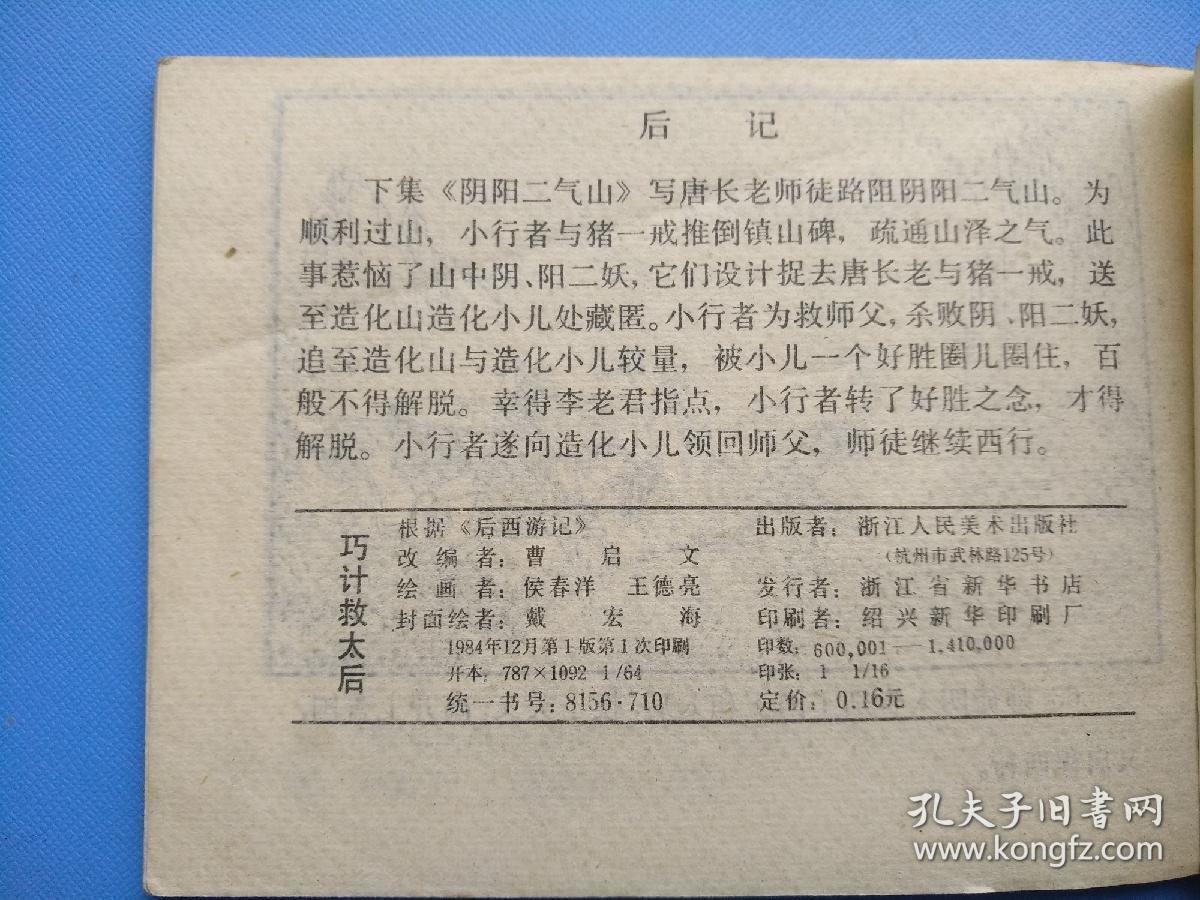 后 记
下集《阴阳二气山》写唐长老师徒路阻阴阳二气山。为
顺利过山，小行者与猪一戒推倒镇山碑，疏通山泽之气。此
事惹恼了山中阴、阳二妖，它们设计捉去唐长老与猪一戒，送
至造化山造化小儿处藏匿。小行者为救师父，杀败阴、阳二妖，
追至造化山与造化小儿较量，被小儿一个好胜圈儿圈住，百
般不得解脱。幸得李老君指点，小行者转了好胜之念，才得
解脱。小行者遂向造化小儿领回师父，师徒继续西行。
巧计救太后
根据《后西游记》
改编者：曹启文
绘画者：侯春洋 王德亮
封面绘者：戴宏海
1984年12月第1版第1次印刷
开本：787×1092 1/64
统一书号：8156·710
出版者：浙江人民美术出版社
（杭州市武林路125号）
发行者：浙江省新华书店
印刷者：绍兴新华印刷厂
印数：600,001—1,410,000
印张：1 1/16
定价：0.16元
孔夫子旧书网
www.kongfz.com